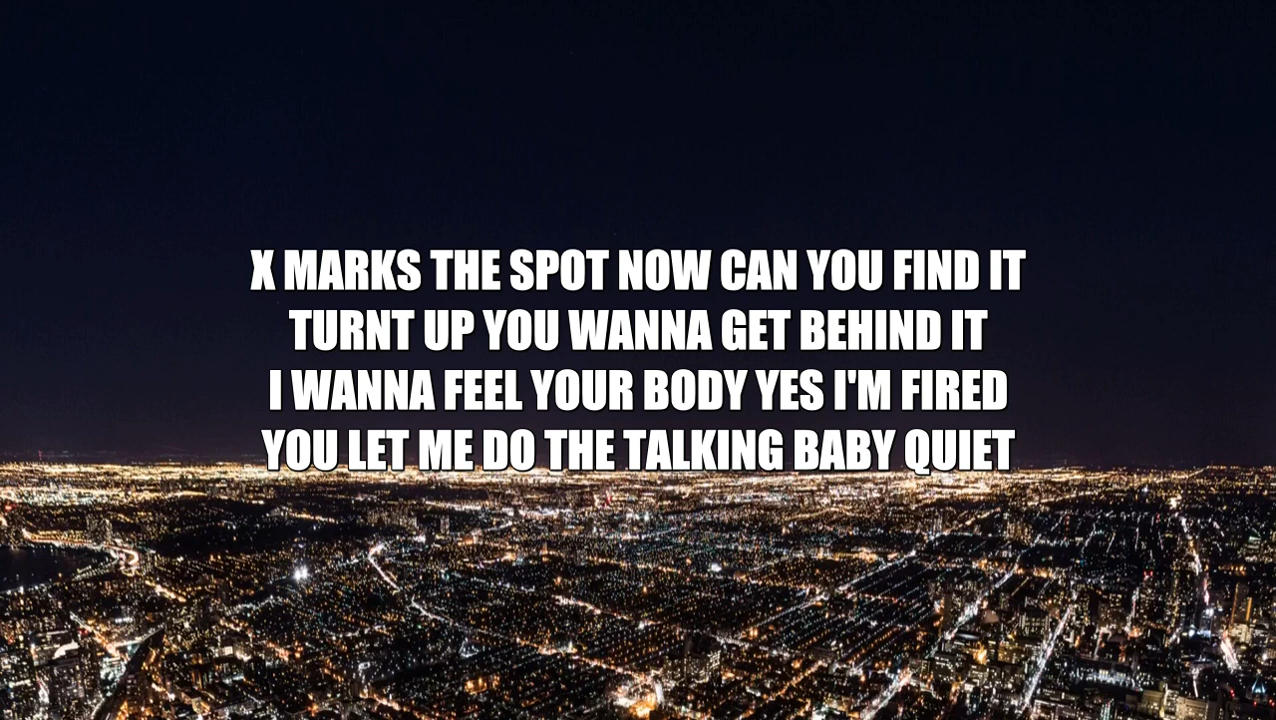 X MARKS THE SPOT NOW CAN YOU FIND IT
TURNT UP YOU WANNA GET BEHIND IT
I WANNA FEEL YOUR BODY YES I'M FIRED
YOU LET ME DO THE TALKING BABY QUIET